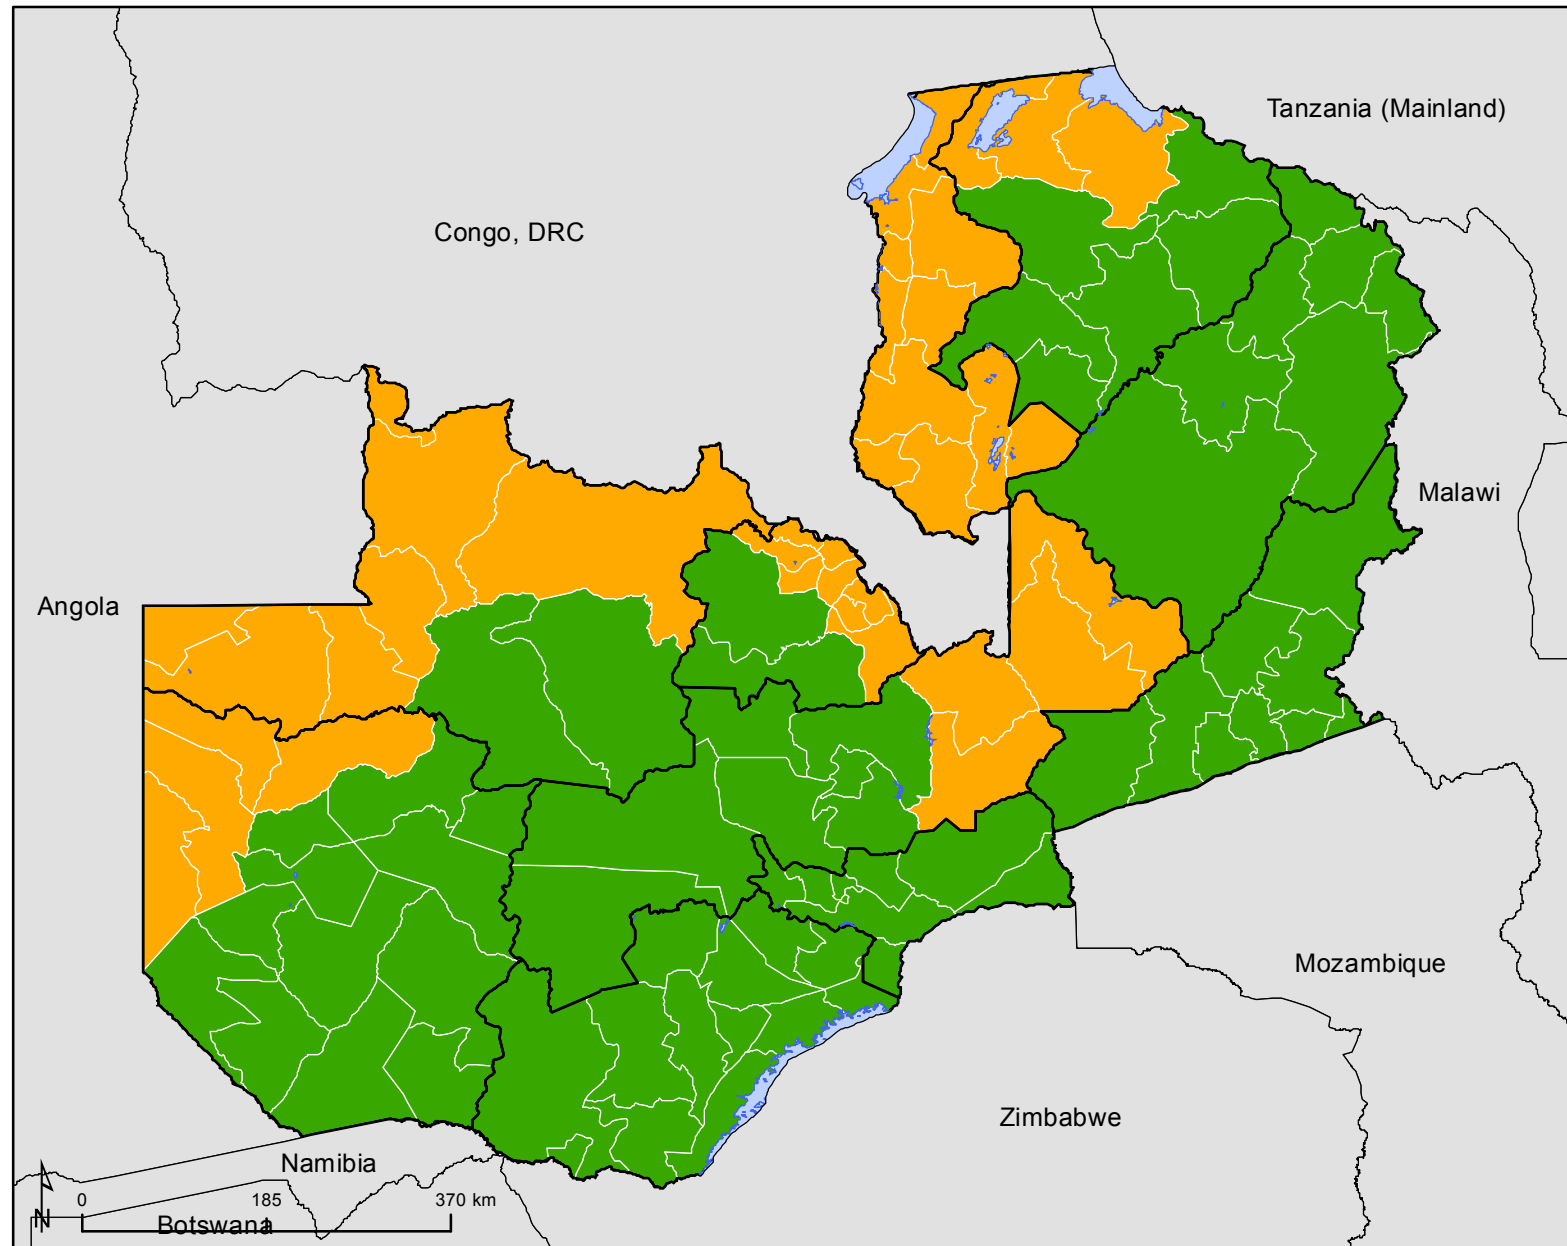 Tanzania (Mainland)
Congo, DRC
Malawi
Angola
Mozambique
Zimbabwe
Namibia
0 185 370 km
N
Botswana